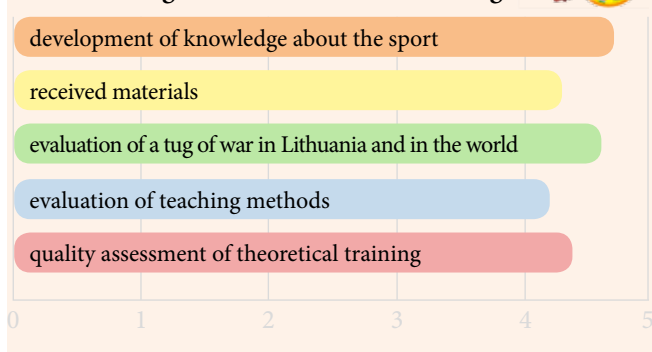 development of knowledge about the sport
received materials
evaluation of a tug of war in Lithuania and in the world
evaluation of teaching methods
quality assessment of theoretical training
0 1 2 3 4 5